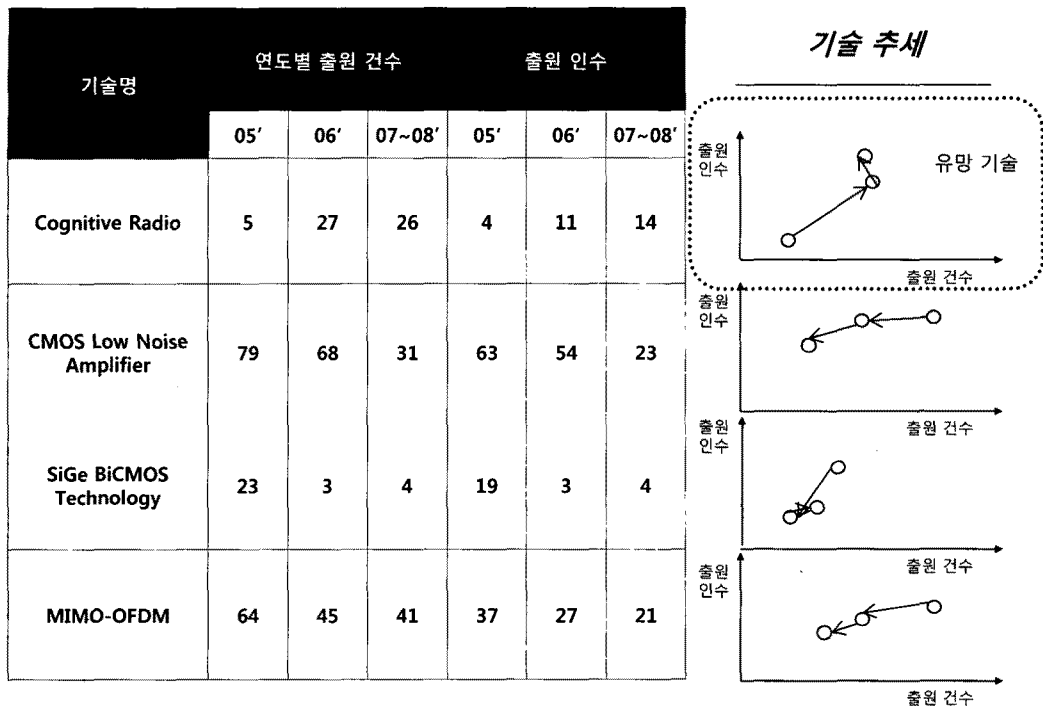 기술 추세
기술명 연도별 출원 건수 출원 인수
05' 06' 07~08' 05' 06' 07~08'
Cognitive Radio 5 27 26 4 11 14
CMOS Low Noise
Amplifier 79 68 31 63 54 23
SiGe BiCMOS
Technology 23 3 4 19 3 4
MIMO-OFDM 64 45 41 37 27 21
출원
인수
유망 기술
출원 건수
출원
인수
출원 건수
출원
인수
출원 건수
출원
인수
출원 건수